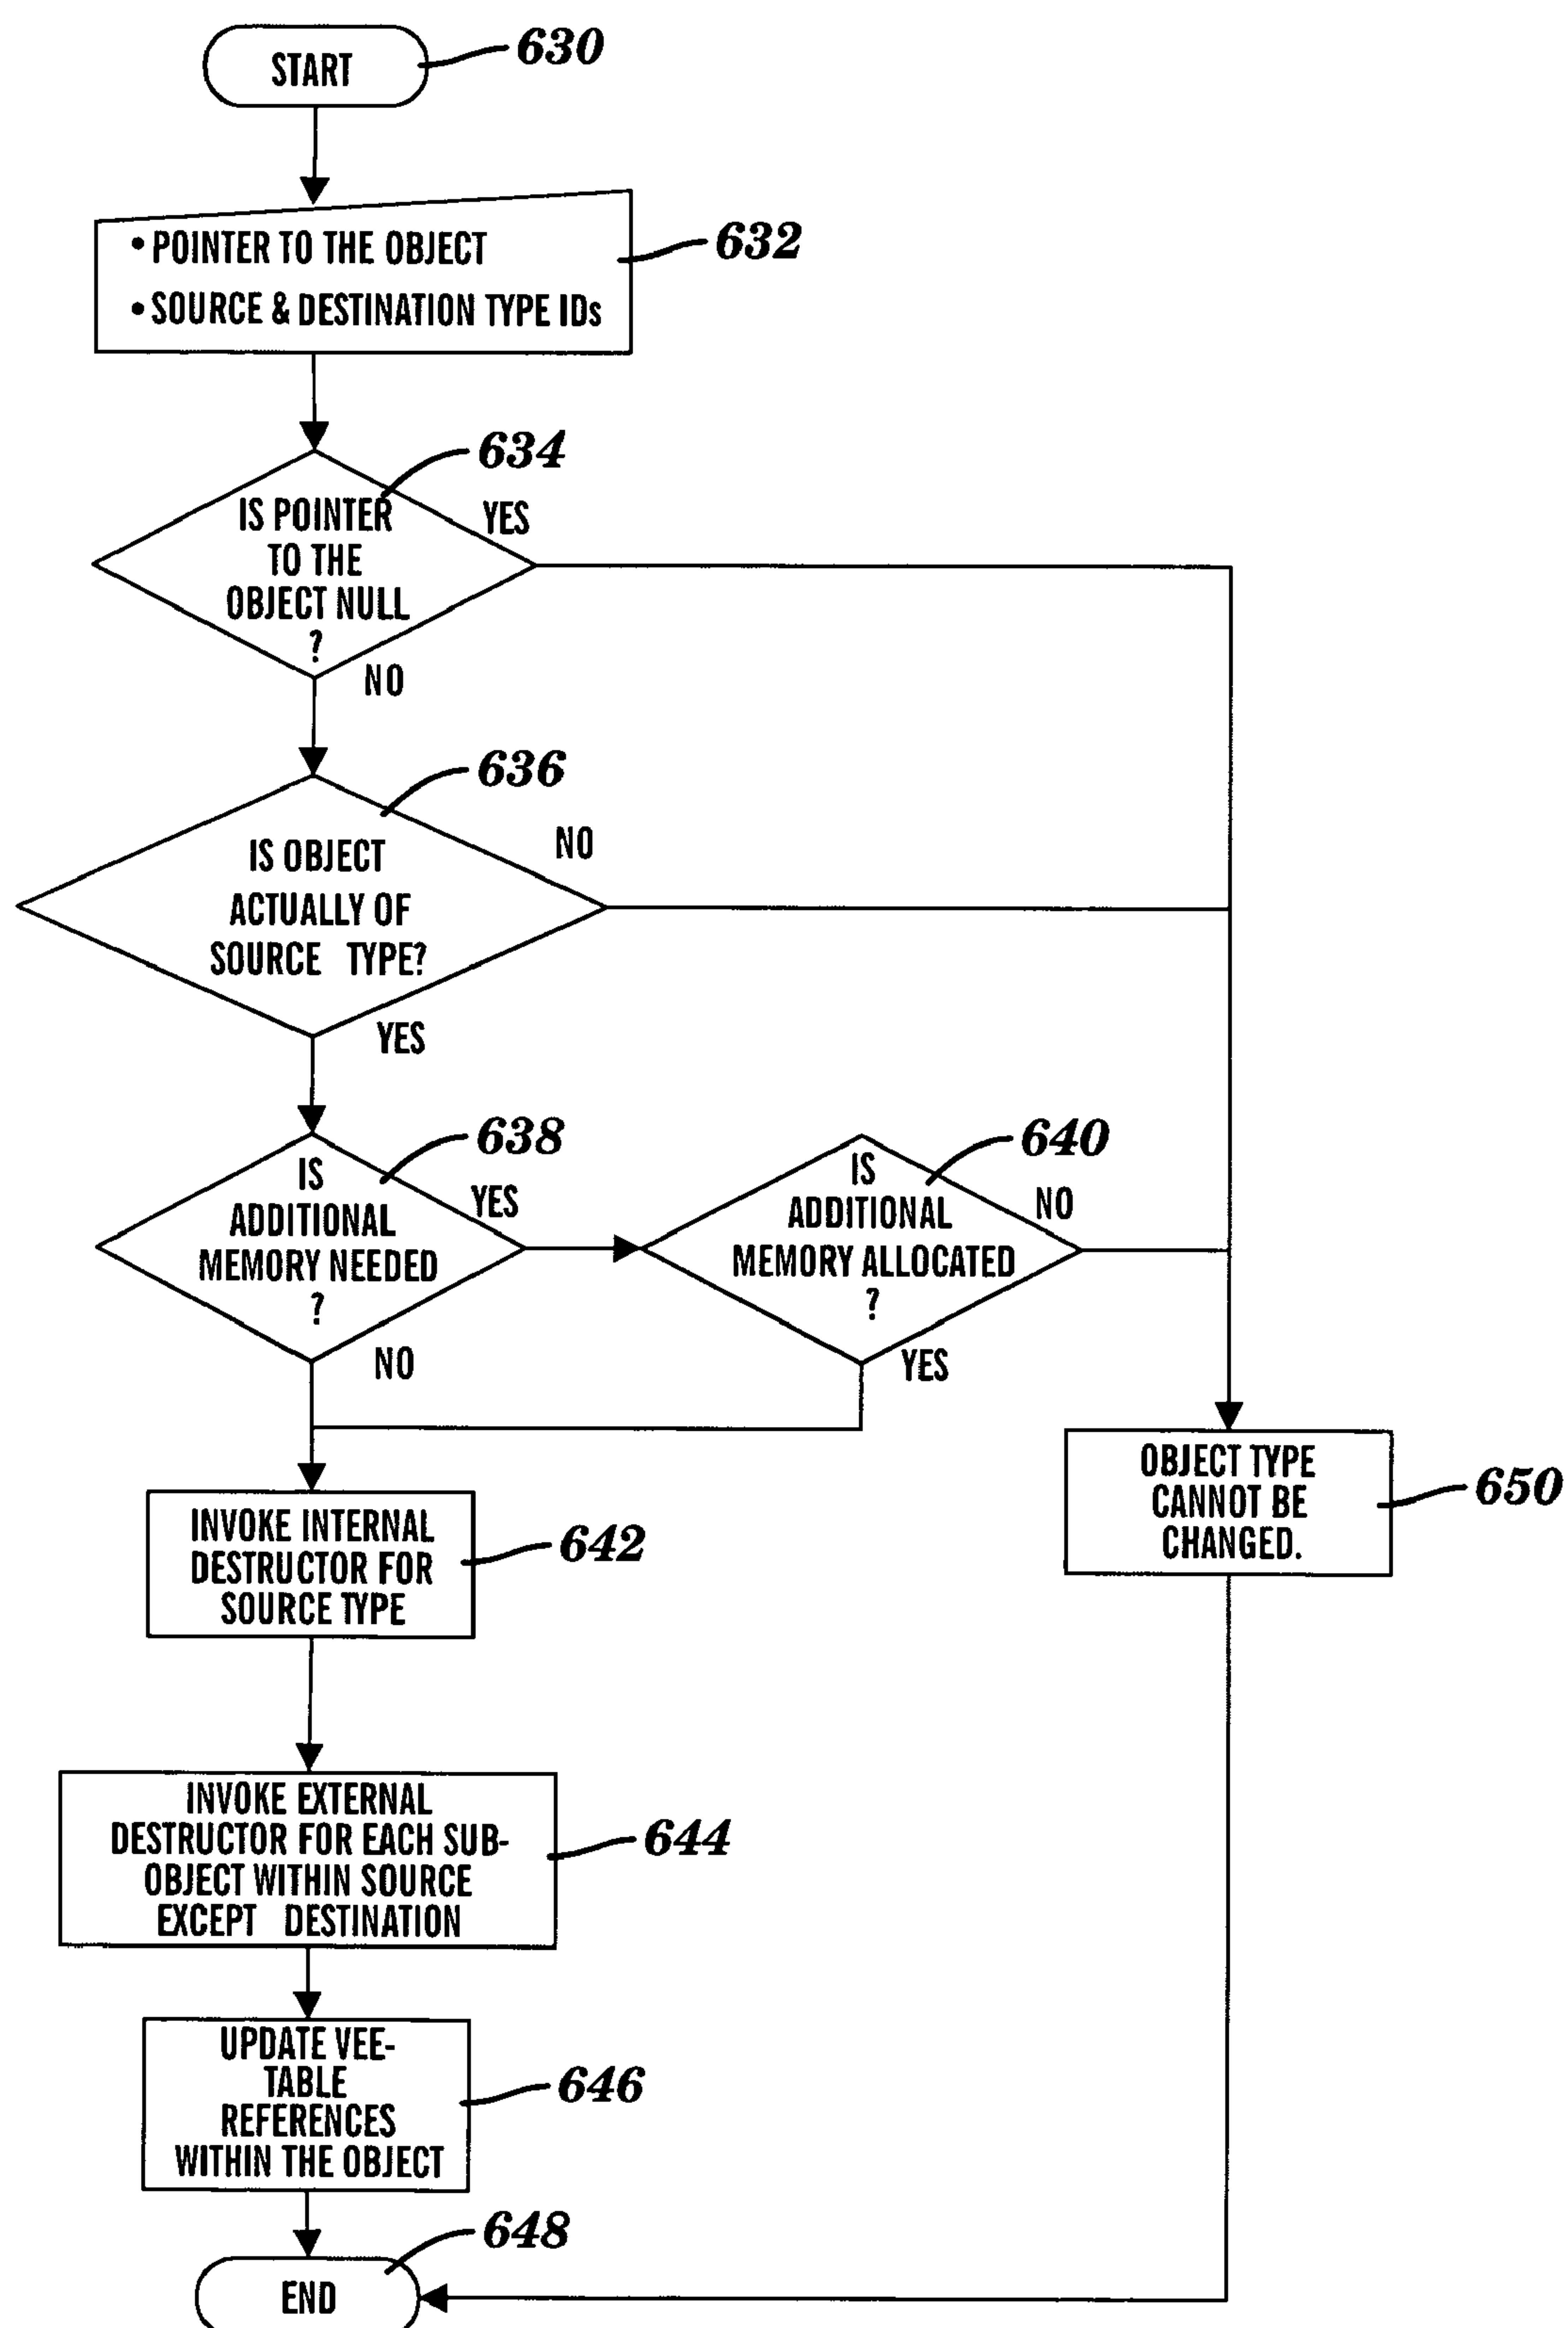 START
630
• POINTER TO THE OBJECT
• SOURCE & DESTINATION TYPE IDs
632
634
IS POINTER
TO THE
OBJECT NULL
?
YES
NO
636
IS OBJECT
ACTUALLY OF
SOURCE TYPE?
NO
YES
638
IS
ADDITIONAL
MEMORY NEEDED
?
YES
NO
640
IS
ADDITIONAL
MEMORY ALLOCATED
?
NO
YES
INVOKE INTERNAL
DESTRUCTOR FOR
SOURCE TYPE
642
OBJECT TYPE
CANNOT BE
CHANGED.
650
INVOKE EXTERNAL
DESTRUCTOR FOR EACH SUB-
OBJECT WITHIN SOURCE
EXCEPT DESTINATION
644
UPDATE VEE-
TABLE
REFERENCES
WITHIN THE OBJECT
646
648
END